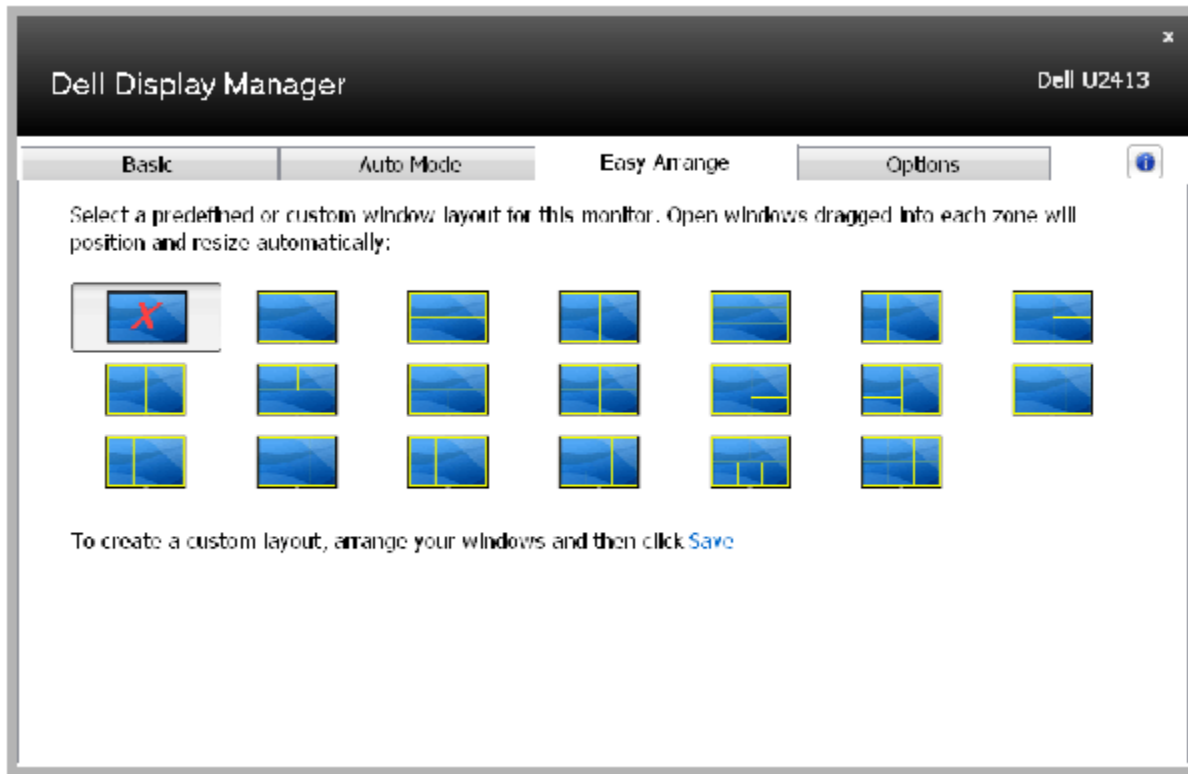 x
Dell Display Manager
Dell U2413
Basic
Auto Mode
Easy Arrange
Options
i
Select a predefined or custom window layout for this monitor. Open windows dragged into each zone will
position and resize automatically:
X
To create a custom layout, arrange your windows and then click Save